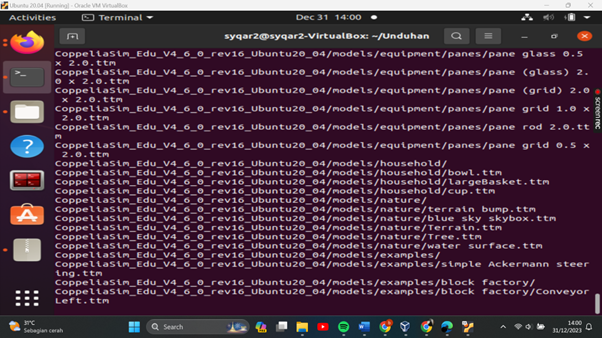 Ubuntu 20.04 [Running] - Oracle VM VirtualBox
Activities
Terminal
Dec 31 14:00
syqar2@syqar2-VirtualBox: ~/Unduhan
CoppeliaSim_Edu_V4_6_0_rev16_Ubuntu20_04/models/equipment/panes/pane glass 0.5
x 2.0.ttm
CoppeliaSim_Edu_V4_6_0_rev16_Ubuntu20_04/models/equipment/panes/pane (glass) 2.
0 x 2.0.ttm
CoppeliaSim_Edu_V4_6_0_rev16_Ubuntu20_04/models/equipment/panes/pane (grid) 2.0
x 2.0.ttm
CoppeliaSim_Edu_V4_6_0_rev16_Ubuntu20_04/models/equipment/panes/pane grid 1.0 x
2.0.ttm
CoppeliaSim_Edu_V4_6_0_rev16_Ubuntu20_04/models/equipment/panes/pane rod 2.0.tt
m
CoppeliaSim_Edu_V4_6_0_rev16_Ubuntu20_04/models/equipment/panes/pane grid 0.5 x
2.0.ttm
CoppeliaSim_Edu_V4_6_0_rev16_Ubuntu20_04/models/household/
CoppeliaSim_Edu_V4_6_0_rev16_Ubuntu20_04/models/household/bowl.ttm
CoppeliaSim_Edu_V4_6_0_rev16_Ubuntu20_04/models/household/largeBasket.ttm
CoppeliaSim_Edu_V4_6_0_rev16_Ubuntu20_04/models/household/cup.ttm
CoppeliaSim_Edu_V4_6_0_rev16_Ubuntu20_04/models/nature/
CoppeliaSim_Edu_V4_6_0_rev16_Ubuntu20_04/models/nature/terrain bump.ttm
CoppeliaSim_Edu_V4_6_0_rev16_Ubuntu20_04/models/nature/blue sky skybox.ttm
CoppeliaSim_Edu_V4_6_0_rev16_Ubuntu20_04/models/nature/Terrain.ttm
CoppeliaSim_Edu_V4_6_0_rev16_Ubuntu20_04/models/nature/Tree.ttm
CoppeliaSim_Edu_V4_6_0_rev16_Ubuntu20_04/models/nature/water surface.ttm
CoppeliaSim_Edu_V4_6_0_rev16_Ubuntu20_04/models/examples/
CoppeliaSim_Edu_V4_6_0_rev16_Ubuntu20_04/models/examples/simple Ackermann steer
ing.ttm
CoppeliaSim_Edu_V4_6_0_rev16_Ubuntu20_04/models/examples/block factory/
CoppeliaSim_Edu_V4_6_0_rev16_Ubuntu20_04/models/examples/block factory/Conveyor
Left.ttm
screenrec
31°C
Sebagian cerah
Search
14:00
31/12/2023